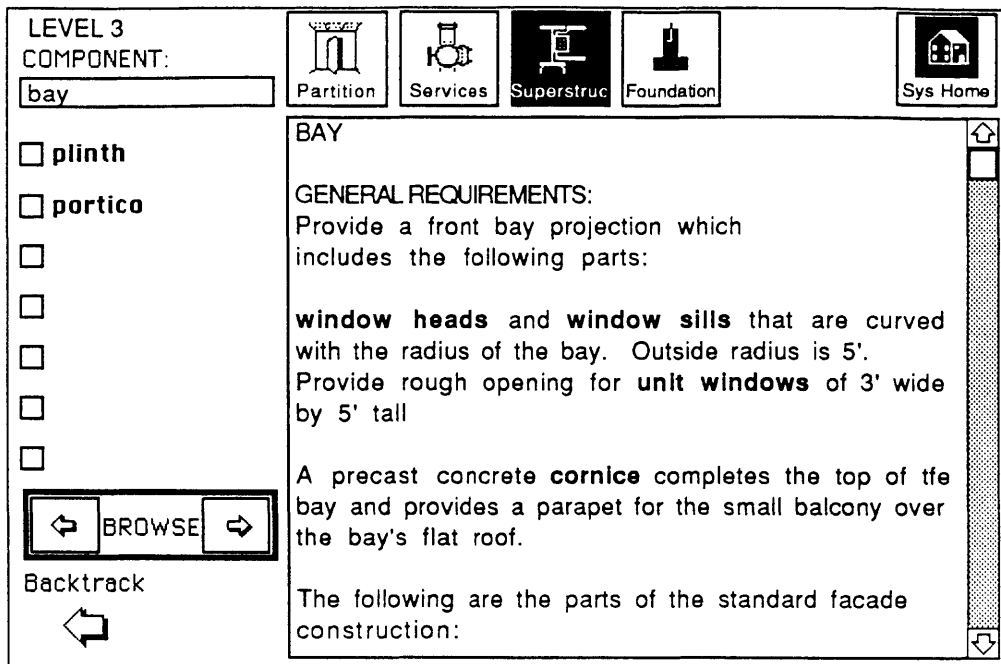 LEVEL 3
COMPONENT:
bay
plinth
portico
BROWSE
Backtrack
Partition
Services
Superstruc
Foundation
Sys Home
BAY
GENERAL REQUIREMENTS:
Provide a front bay projection which
includes the following parts:
window heads and window sills that are curved
with the radius of the bay. Outside radius is 5'.
Provide rough opening for unit windows of 3' wide
by 5' tall
A precast concrete cornice completes the top of tfe
bay and provides a parapet for the small balcony over
the bay's flat roof.
The following are the parts of the standard facade
construction: